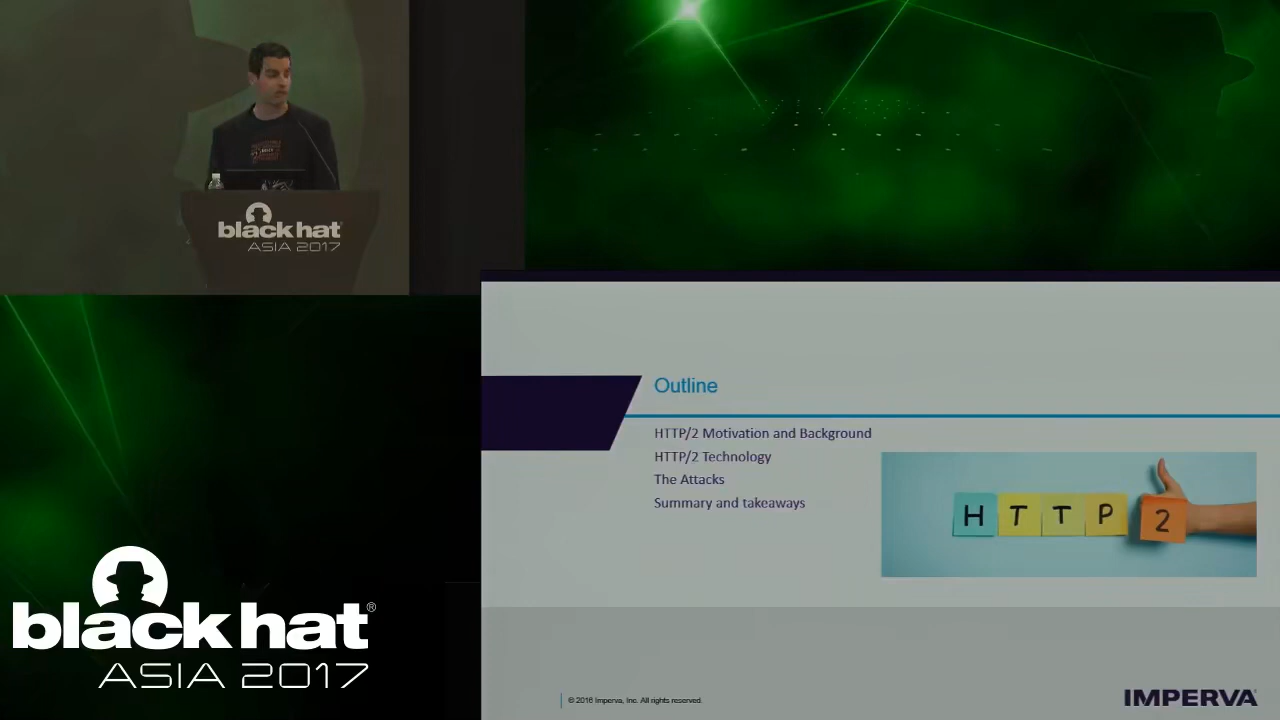 black hat
ASIA 2017
Outline
HTTP/2 Motivation and Background
HTTP/2 Technology
The Attacks
Summary and takeaways
H T T P 2
black hat®
ASIA 2017
© 2016 Imperva, Inc. All rights reserved.
IMPERVA